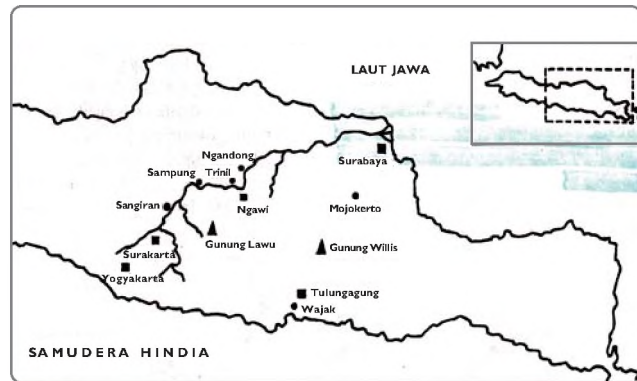 LAUT JAWA
Ngandong
Sampung
Trinil
Surabaya
Sangiran
Ngawi
Mojokerto
Gunung Lawu
Gunung Willis
Surakarta
Yogyakarta
Tulungagung
Wajak
SAMUDERA HINDIA